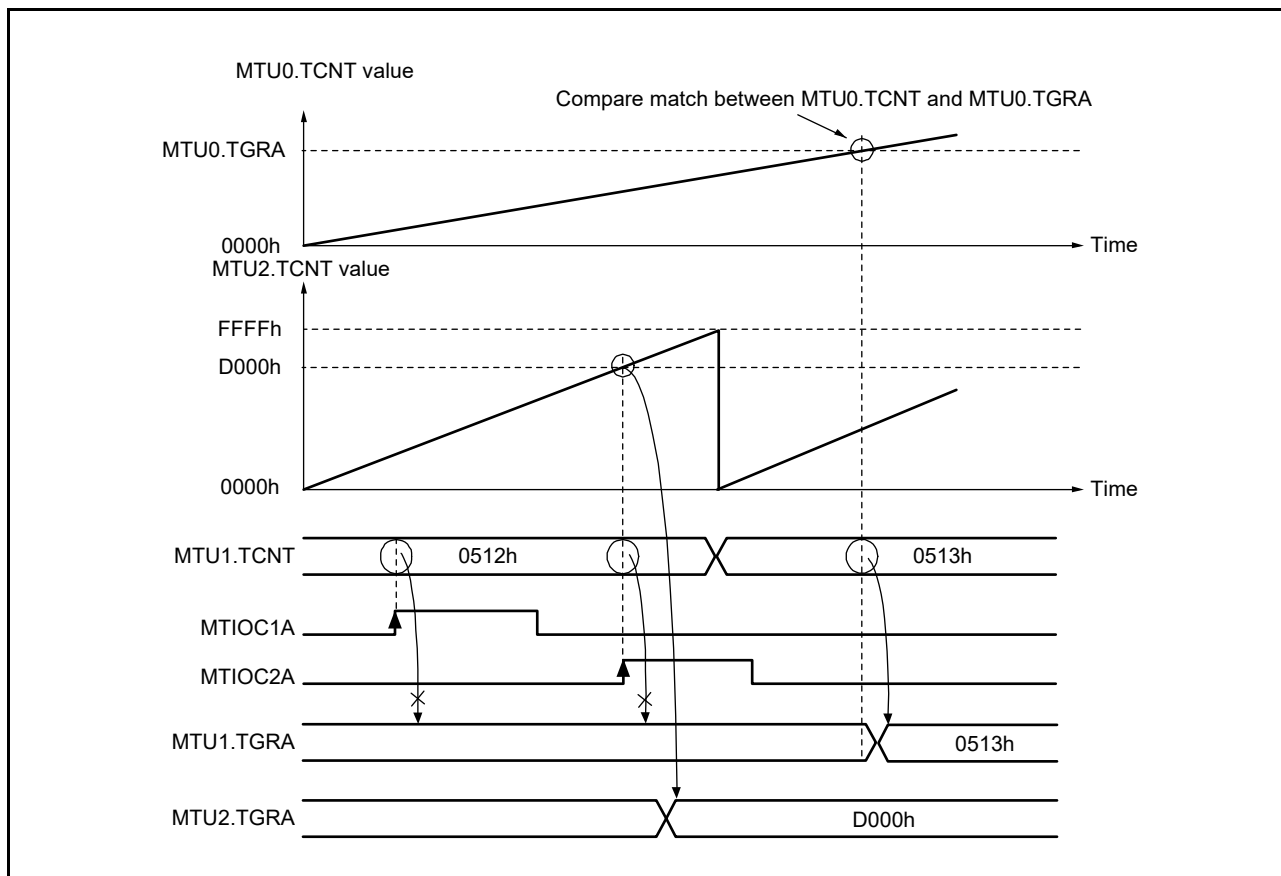 MTU0.TCNT value
Compare match between MTU0.TCNT and MTU0.TGRA
MTU0.TGRA
0000h
Time
MTU2.TCNT value
FFFFh
D000h
0000h
Time
MTU1.TCNT
0512h
0513h
MTIOC1A
MTIOC2A
MTU1.TGRA
0513h
MTU2.TGRA
D000h